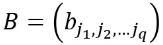 B = (b_{j_1,j_2,…j_q})